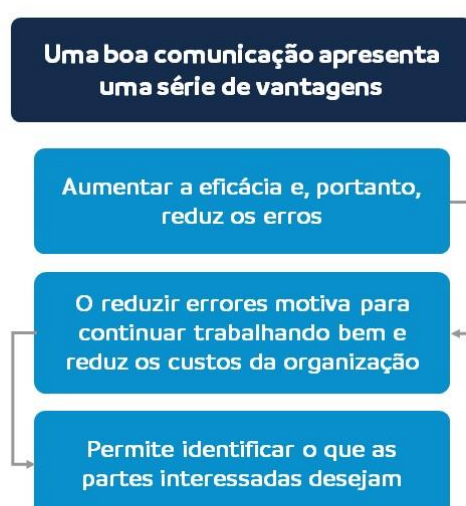 Uma boa comunicação apresenta
uma série de vantagens
Aumentar a eficácia e, portanto,
reduz os erros
O reduzir errores motiva para
continuar trabalhando bem e
reduz os custos da organização
Permite identificar o que as
partes interessadas desejam